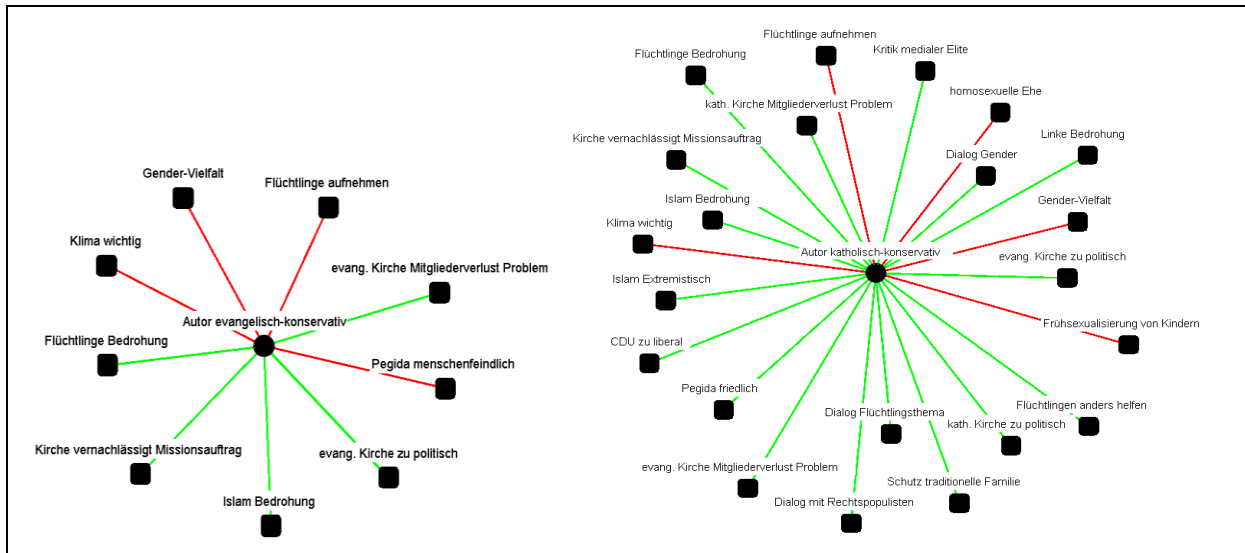 Gender-Vielfalt
Flüchtlinge aufnehmen
Klima wichtig
evang. Kirche Mitgliederverlust Problem
Autor evangelisch-konservativ
Flüchtlinge Bedrohung
Pegida menschenfeindlich
Kirche vernachlässigt Missionsauftrag
evang. Kirche zu politisch
Islam Bedrohung
Flüchtlinge aufnehmen
Flüchtlinge Bedrohung
Kritik medialer Elite
kath. Kirche Mitgliederverlust Problem
homosexuelle Ehe
Kirche vernachlässigt Missionsauftrag
Linke Bedrohung
Dialog Gender
Islam Bedrohung
Gender-Vielfalt
Klima wichtig
Autor katholisch-konservativ
evang. Kirche zu politisch
Islam Extremistisch
Frühsexualisierung von Kindern
CDU zu liberal
Pegida friedlich
Flüchtlingen anders helfen
Dialog Flüchtlingsthema
kath. Kirche zu politisch
evang. Kirche Mitgliederverlust Problem
Schutz traditionelle Familie
Dialog mit Rechtspopulisten